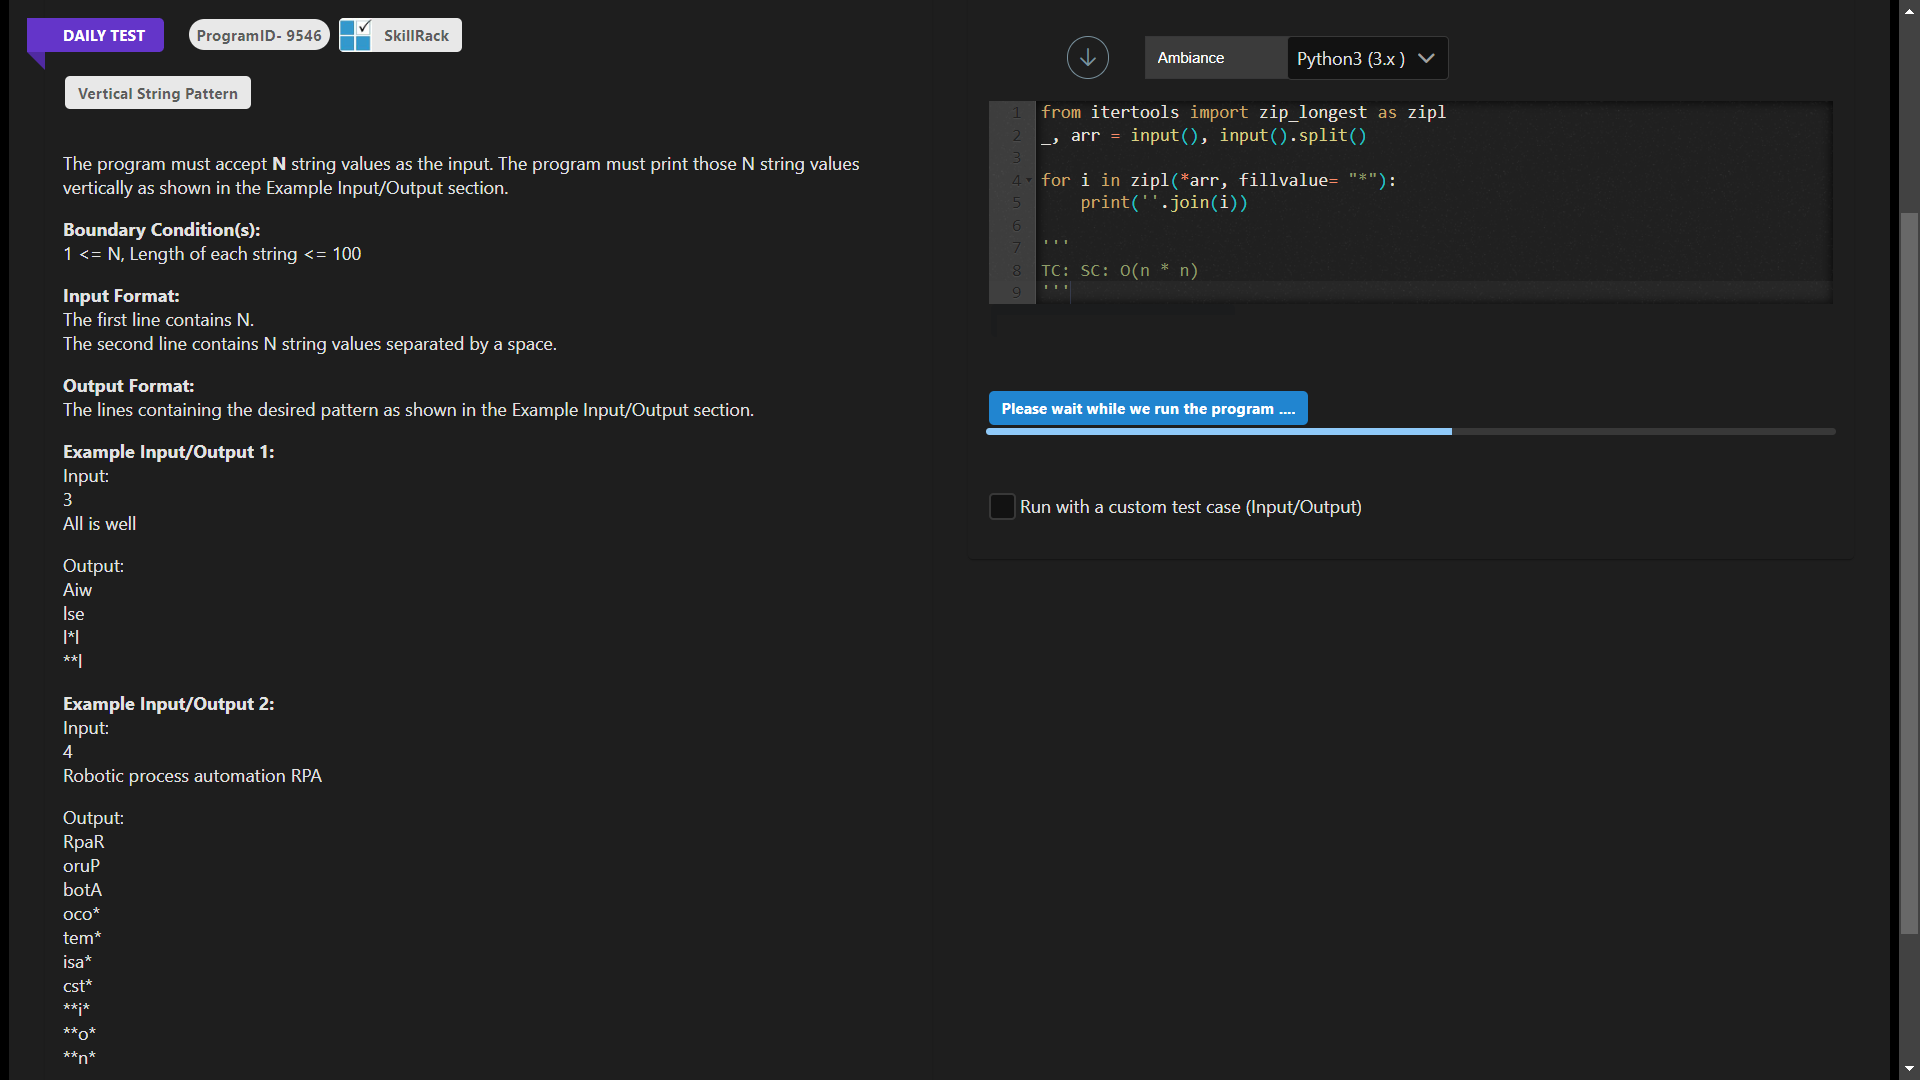 DAILY TEST
ProgramID- 9546
SkillRack
Vertical String Pattern
The program must accept N string values as the input. The program must print those N string values
vertically as shown in the Example Input/Output section.
Boundary Condition(s):
1 <= N, Length of each string <= 100
Input Format:
The first line contains N.
The second line contains N string values separated by a space.
Output Format:
The lines containing the desired pattern as shown in the Example Input/Output section.
Example Input/Output 1:
Input:
3
All is well
Output:
Aiw
lse
l*l
**l
Example Input/Output 2:
Input:
4
Robotic process automation RPA
Output:
RpaR
oruP
botA
oco*
tem*
isa*
cst*
**i*
**o*
**n*
Ambiance
Python3 (3.x )
1 from itertools import zip_longest as zipl
2 _, arr = input(), input().split()
3
4 for i in zipl(*arr, fillvalue= "*"):
5     print(''.join(i))
6
7 '''
8 TC: SC: O(n * n)
9 '''
Please wait while we run the program ....
Run with a custom test case (Input/Output)